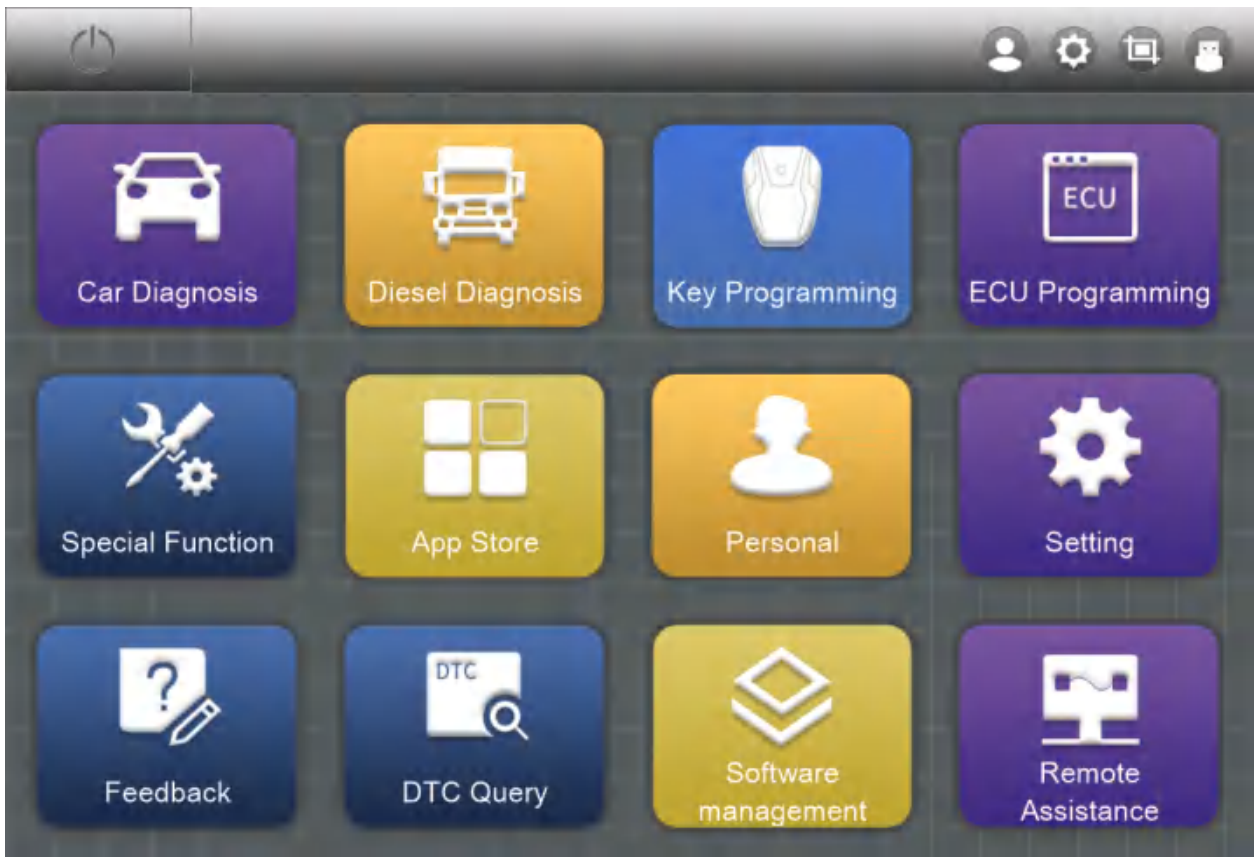 Car Diagnosis
Diesel Diagnosis
Key Programming
ECU
ECU Programming
Special Function
App Store
Personal
Setting
?
Feedback
DTC
DTC Query
Software
management
Remote
Assistance